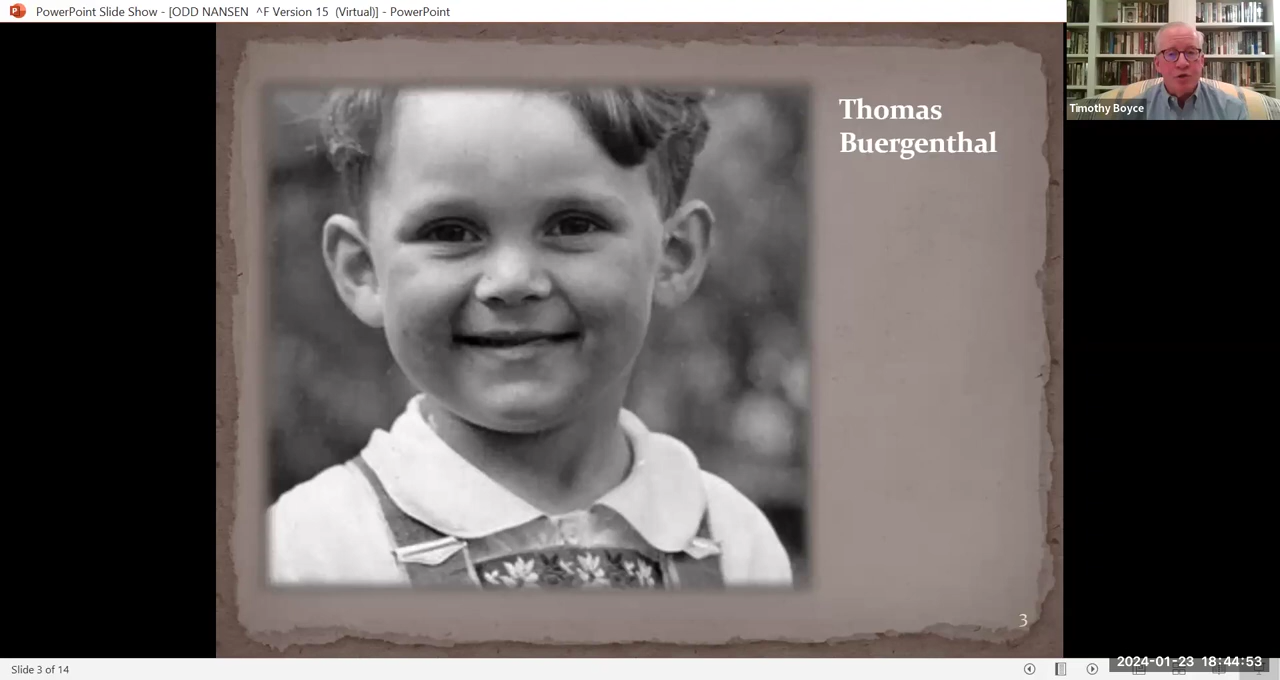 PowerPoint Slide Show - [ODD NANSEN ^F Version 15 (Virtual)] - PowerPoint
Timothy Boyce
Thomas
Buergenthal
3
Slide 3 of 14
2024-01-23 18:44:53